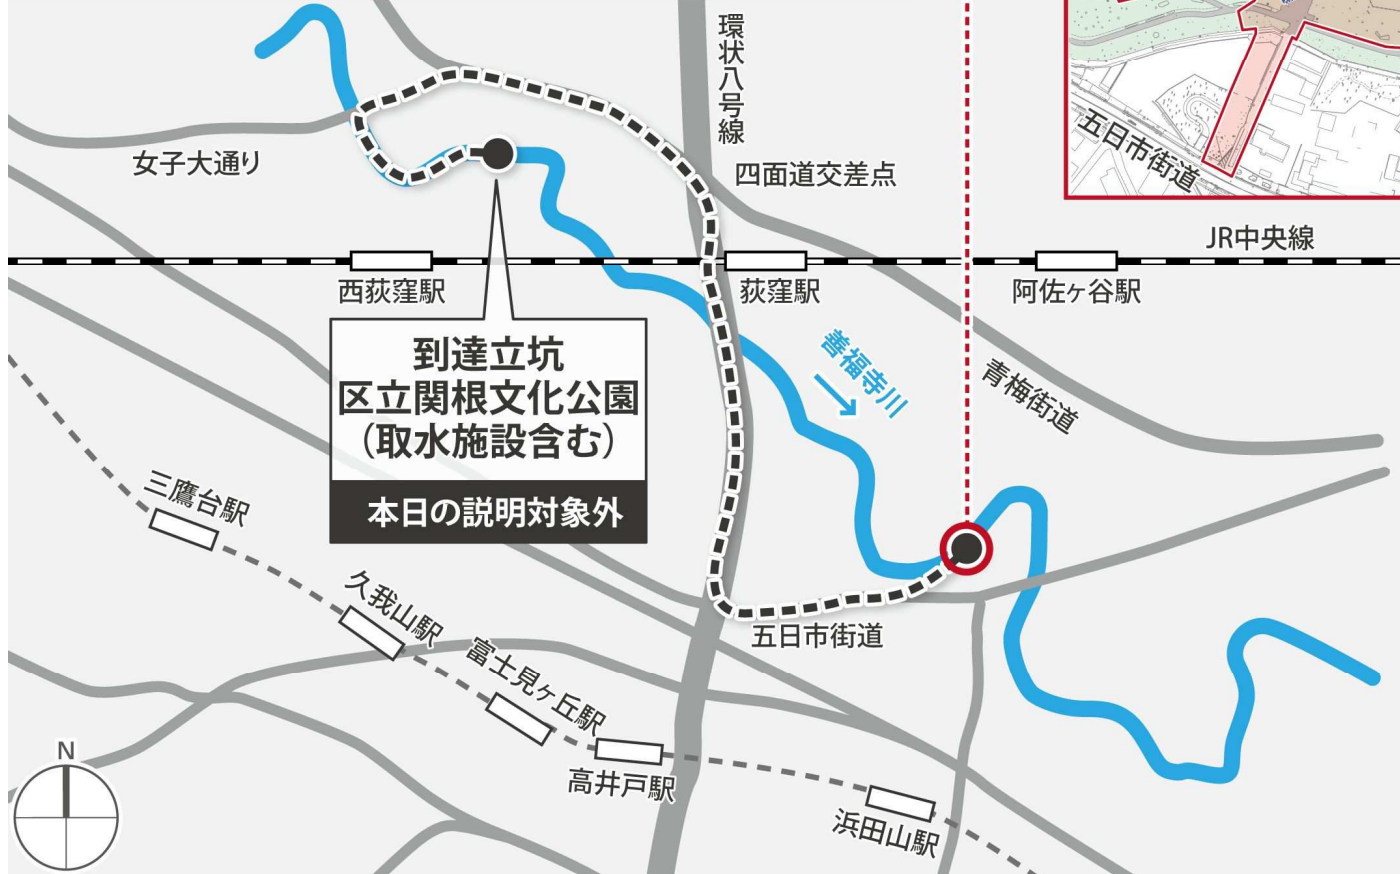 環状八号線
五日市街道
女子大通り
四面道交差点
JR中央線
西荻窪駅
荻窪駅
阿佐ヶ谷駅
到達立坑
区立関根文化公園
（取水施設含む）
本日の説明対象外
善福寺川
青梅街道
三鷹台駅
久我山駅
五日市街道
富士見ヶ丘駅
高井戸駅
浜田山駅
N